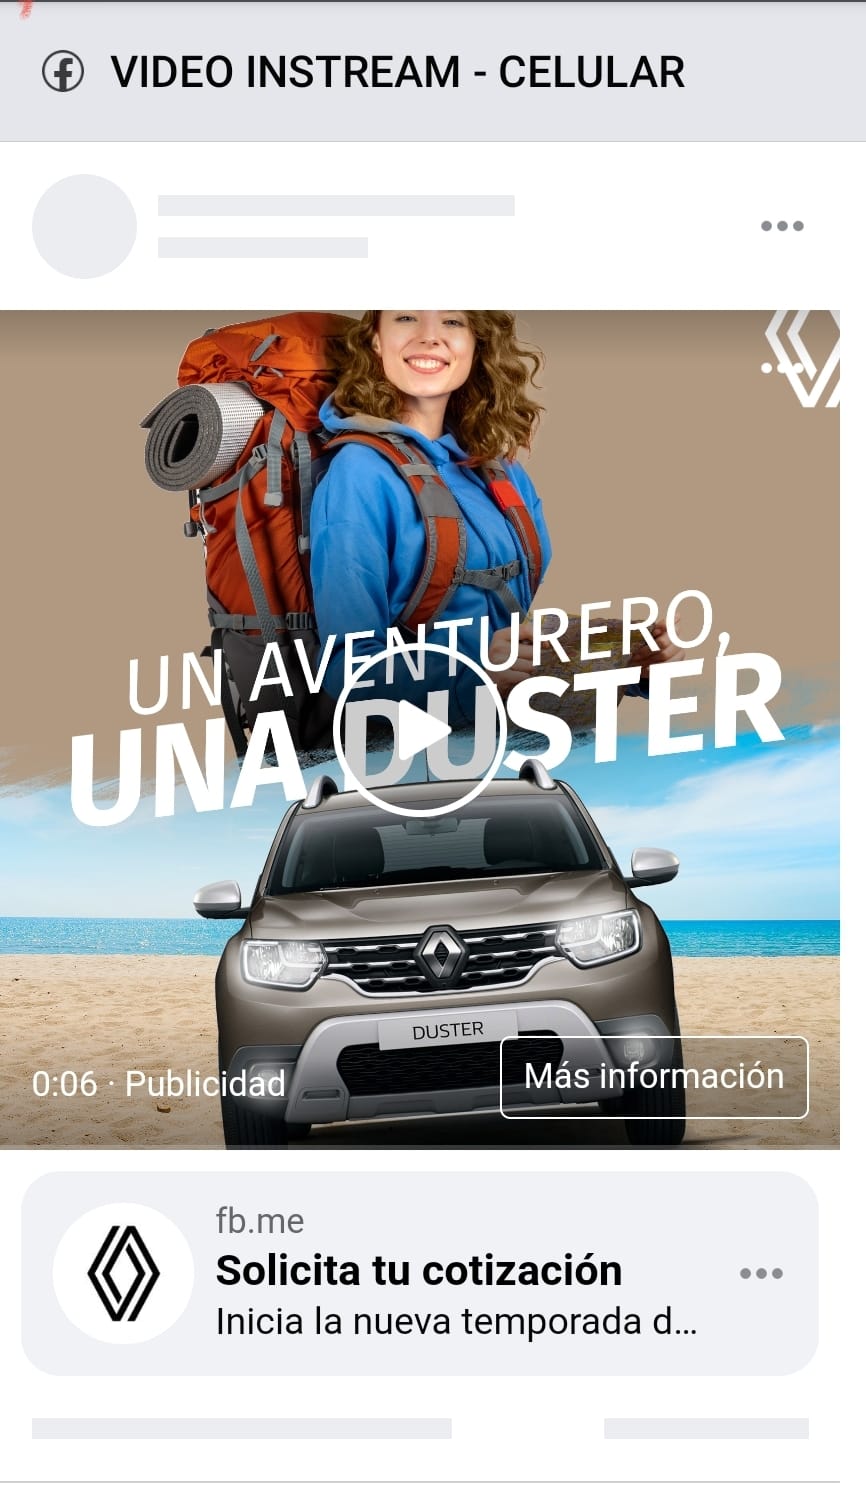 VIDEO INSTREAM - CELULAR
UN AVENTURERO,
UNA DUSTER
DUSTER
0:06 · Publicidad
Más información
fb.me
Solicita tu cotización
Inicia la nueva temporada d...